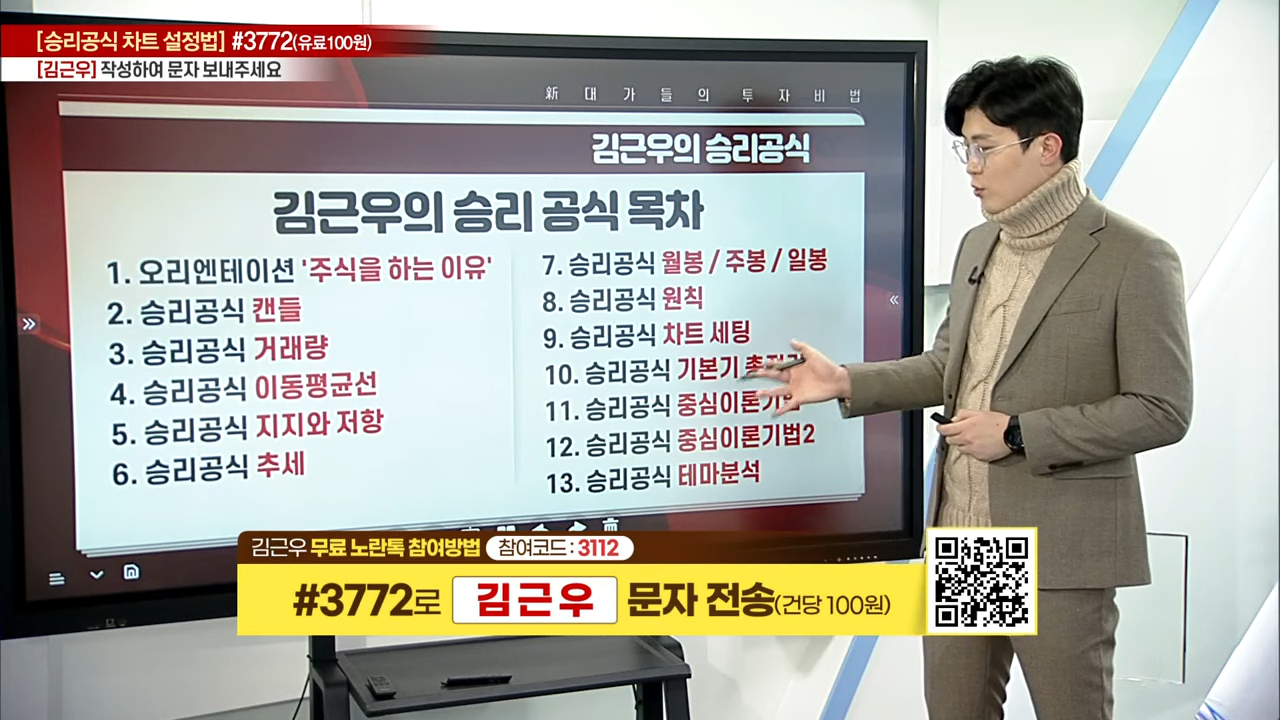 [승리공식 차트 설정법] #3772(유료100원)
[김근우] 작성하여 문자 보내주세요
新 대가들의 투자비법
김근우의 승리공식
김근우의 승리 공식 목차
1. 오리엔테이션 '주식을 하는 이유'
2. 승리공식 캔들
3. 승리공식 거래량
4. 승리공식 이동평균선
5. 승리공식 지지와 저항
6. 승리공식 추세
7. 승리공식 월봉 / 주봉 / 일봉
8. 승리공식 원칙
9. 승리공식 차트 세팅
10. 승리공식 기본기
11. 승리공식 중심이론기법
12. 승리공식 중심이론기법2
13. 승리공식 테마분석
김근우 무료 노란톡 참여방법 참여코드 : 3112
#3772로 김근우 문자 전송(건당 100원)